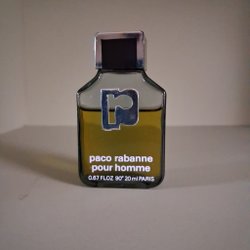 paco rabanne
pour homme
0.67 FL.OZ 90° 20 ml PARIS